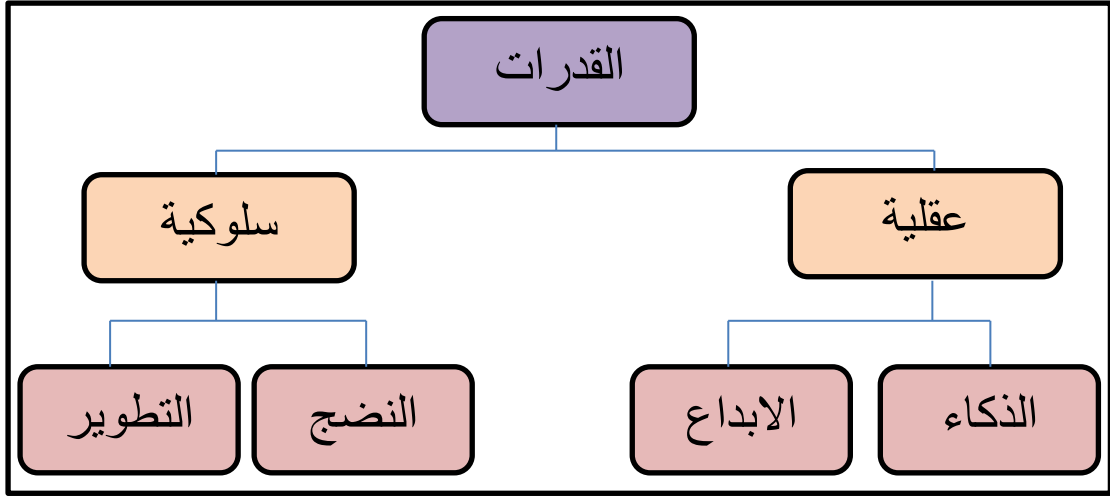 القدرات
عقلية
سلوكية
الذكاء
الابداع
النضج
التطوير